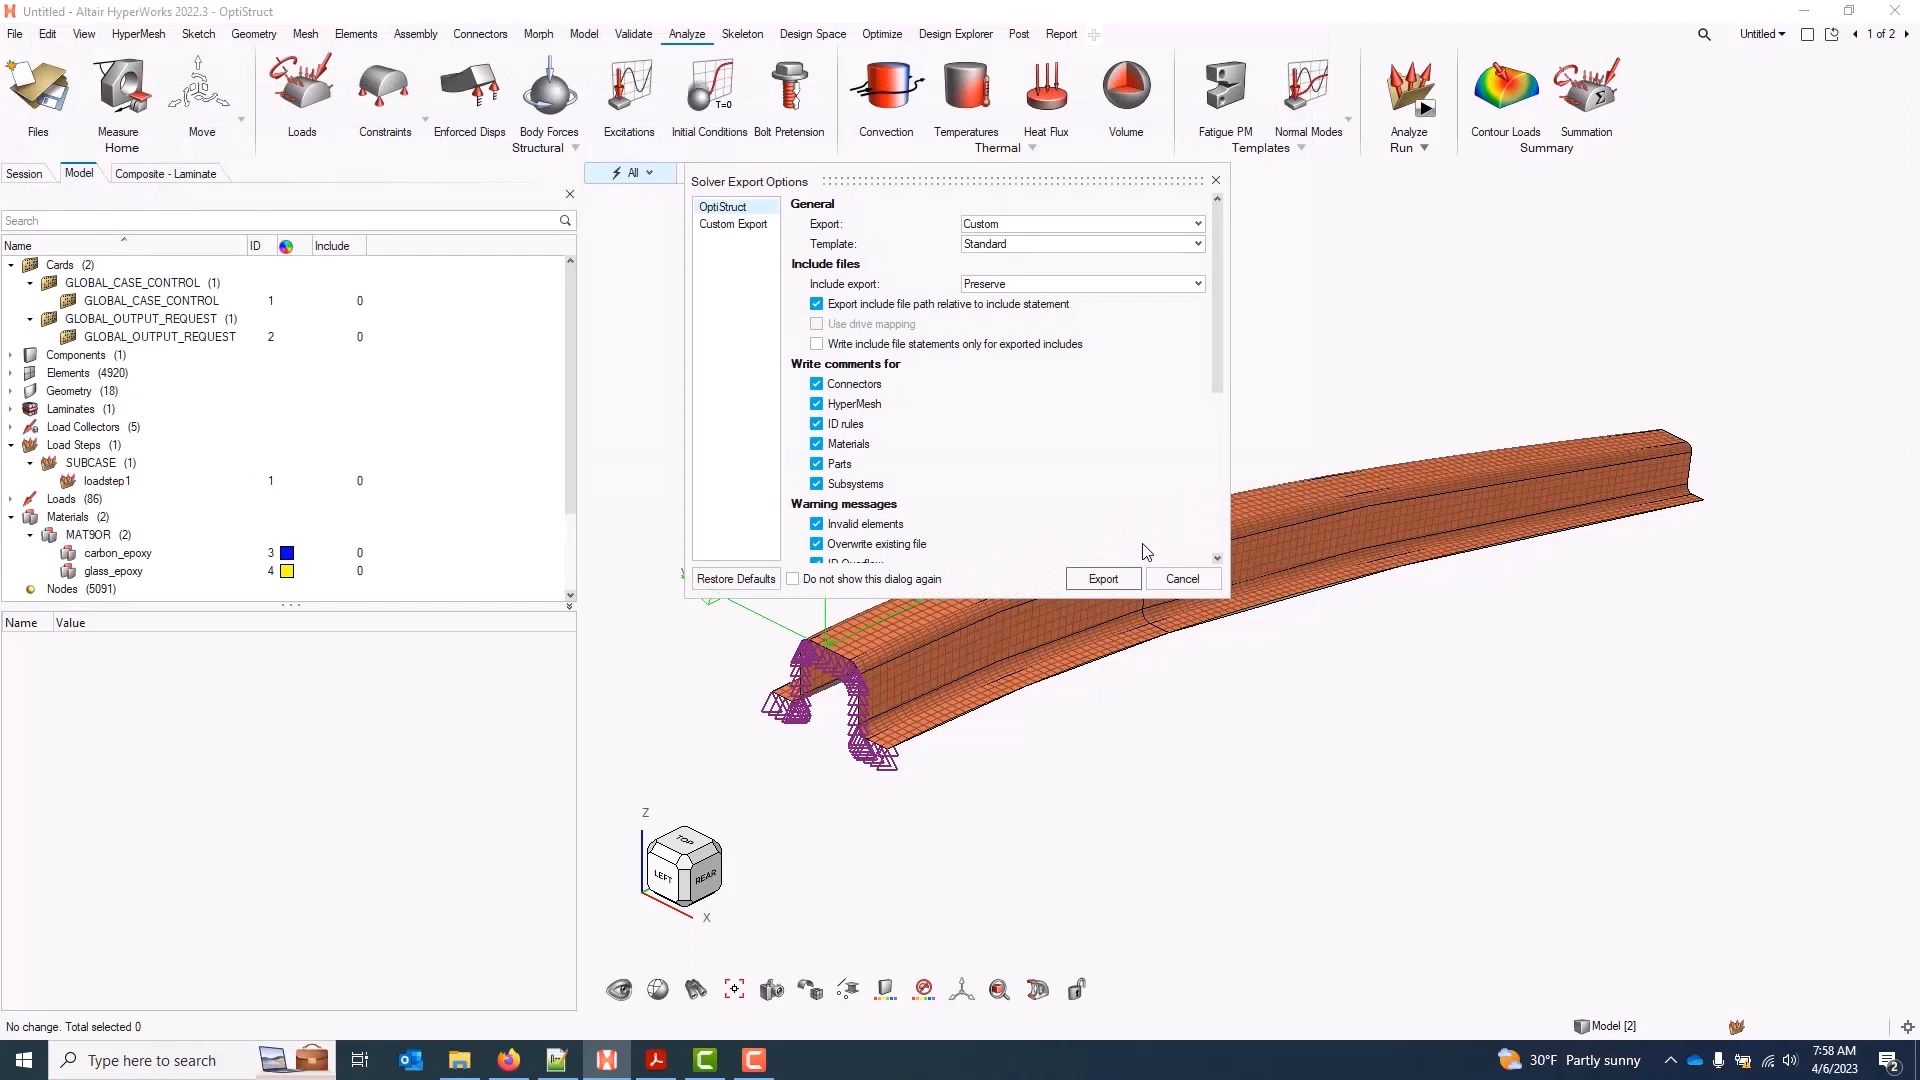 Untitled - Altair HyperWorks 2022.3 - OptiStruct
File Edit View HyperMesh Sketch Geometry Mesh Elements Assembly Connectors Morph Model Validate Analyze Skeleton Design Space Optimize Design Explorer Post Report Untitled 1 of 2
T=0
Files Measure Move Loads Constraints Enforced Disps Body Forces Excitations Initial Conditions Bolt Pretension Convection Temperatures Heat Flux Volume Fatigue PM Normal Modes Analyze Contour Loads Summation
Home Structural Thermal Templates Run Summary
Session Model Composite - Laminate
All
Search
Name ID Include
Cards (2)
GLOBAL_CASE_CONTROL (1)
GLOBAL_CASE_CONTROL 1 0
GLOBAL_OUTPUT_REQUEST (1)
GLOBAL_OUTPUT_REQUEST 2 0
Components (1)
Elements (4920)
Geometry (18)
Laminates (1)
Load Collectors (5)
Load Steps (1)
SUBCASE (1)
loadstep1 1 0
Loads (86)
Materials (2)
MAT9OR (2)
carbon_epoxy 3 0
glass_epoxy 4 0
Nodes (5091)
Name Value
Solver Export Options
OptiStruct
Custom Export
General
Export: Custom
Template: Standard
Include files
Include export: Preserve
Export include file path relative to include statement
Use drive mapping
Write include file statements only for exported includes
Write comments for
Connectors
HyperMesh
ID rules
Materials
Parts
Subsystems
Warning messages
Invalid elements
Overwrite existing file
Restore Defaults Do not show this dialog again Export Cancel
Z
TOP
LEFT REAR
X
No change. Total selected 0
Model [2]
Type here to search
30°F Partly sunny
7:58 AM
4/6/2023
2